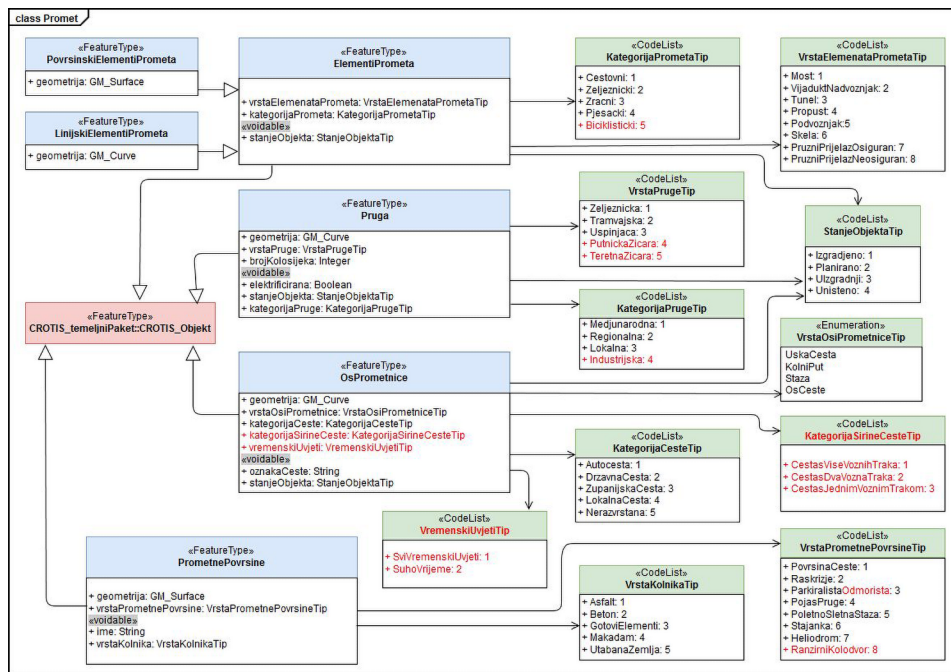 class Promet
«FeatureType»
PovrsinskiElementiPrometa
+ geometrija: GM_Surface
«FeatureType»
LinijskiElementiPrometa
+ geometrija: GM_Curve
«FeatureType»
ElementiPrometa
+ vrstaElemenataPrometa: VrstaElemenataPrometaTip
+ kategorijaPrometa: KategorijaPrometaTip
«voidable»
+ stanjeObjekta: StanjeObjektaTip
«CodeList»
KategorijaPrometaTip
+ Cestovni: 1
+ Zeljeznicki: 2
+ Zracni: 3
+ Pjesacki: 4
+ Biciklisticki: 5
«CodeList»
VrstaElemenataPrometaTip
+ Most: 1
+ VijaduktNadvoznjak: 2
+ Tunel: 3
+ Propust: 4
+ Podvoznjak:5
+ Skela: 6
+ PruzniPrijelazOsiguran: 7
+ PruzniPrijelazNeosiguran: 8
«FeatureType»
Pruga
+ geometrija: GM_Curve
+ vrstaPruge: VrstaPrugeTip
+ brojKolosijeka: Integer
«voidable»
+ elektrificirana: Boolean
+ stanjeObjekta: StanjeObjektaTip
+ kategorijaPruge: KategorijaPrugeTip
«CodeList»
VrstaPrugeTip
+ Zeljeznicka: 1
+ Tramvajska: 2
+ Uspinjaca: 3
+ PutnickaZicara: 4
+ TeretnaZicara: 5
«CodeList»
StanjeObjektaTip
+ Izgradjeno: 1
+ Planirano: 2
+ UIzgradnji: 3
+ Unisteno: 4
«CodeList»
KategorijaPrugeTip
+ Medjunarodna: 1
+ Regionalna: 2
+ Lokalna: 3
+ Industrijska: 4
«FeatureType»
CROTIS_temeljniPaket::CROTIS_Objekt
«Enumeration»
VrstaOsiPrometniceTip
UskaCesta
KolniPut
Staza
OsCeste
«FeatureType»
OsPrometnice
+ geometrija: GM_Curve
+ vrstaOsiPrometnice: VrstaOsiPrometniceTip
+ kategorijaCeste: KategorijaCesteTip
+ kategorijaSirineCeste: KategorijaSirineCesteTip
+ vremenskiUvjeti: VremenskiUvjetiTip
«voidable»
+ oznakaCeste: String
+ stanjeObjekta: StanjeObjektaTip
«CodeList»
KategorijaCesteTip
+ Autocesta: 1
+ DrzavnaCesta: 2
+ ZupanijskaCesta: 3
+ LokalnaCesta: 4
+ Nerazvrstana: 5
«CodeList»
KategorijaSirineCesteTip
+ CestasViseVoznihTraka: 1
+ CestasDvaVoznaTraka: 2
+ CestasJednimVoznimTrakom: 3
«CodeList»
VremenskiUvjetiTip
+ SviVremenskiUvjeti: 1
+ SuhoVrijeme: 2
«FeatureType»
PrometnePovrsine
+ geometrija: GM_Surface
+ vrstaPrometnePovrsine: VrstaPrometnePovrsineTip
«voidable»
+ ime: String
+ vrstaKolnika: VrstaKolnikaTip
«CodeList»
VrstaKolnikaTip
+ Asfalt: 1
+ Beton: 2
+ GotoviElementi: 3
+ Makadam: 4
+ UtabanaZemlja: 5
«CodeList»
VrstaPrometnePovrsineTip
+ PovrsinaCeste: 1
+ Raskrizje: 2
+ ParkiralistaOdmorista: 3
+ PojasPruge: 4
+ PoletnoSletnaStaza: 5
+ Stajanka: 6
+ Heliodrom: 7
+ RanzirniKolodvor: 8